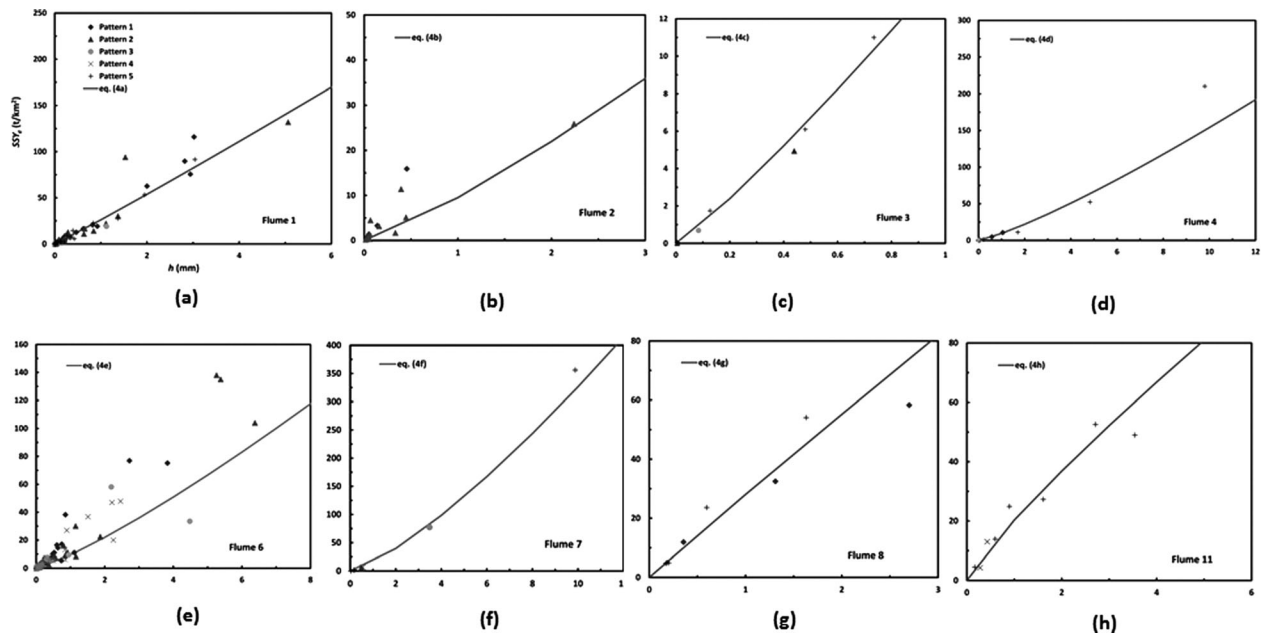 250
200
150
100
50
0
SSYe (t/km²)
Pattern 1
Pattern 2
Pattern 3
Pattern 4
Pattern 5
eq. (4a)
Flume 1
0 2 4 6
h (mm)
(a)
50
40
30
20
10
0
eq. (4b)
Flume 2
0 1 2 3
(b)
12
10
8
6
4
2
0
eq. (4c)
Flume 3
0 0.2 0.4 0.6 0.8 1
(c)
300
250
200
150
100
50
0
eq. (4d)
Flume 4
0 2 4 6 8 10 12
(d)
160
140
120
100
80
60
40
20
0
eq. (4e)
Flume 6
0 2 4 6 8
(e)
400
350
300
250
200
150
100
50
0
eq. (4f)
Flume 7
0 2 4 6 8 10 1
(f)
80
60
40
20
0
eq. (4g)
Flume 8
0 1 2 3
(g)
80
60
40
20
0
eq. (4h)
Flume 11
0 2 4 6
(h)